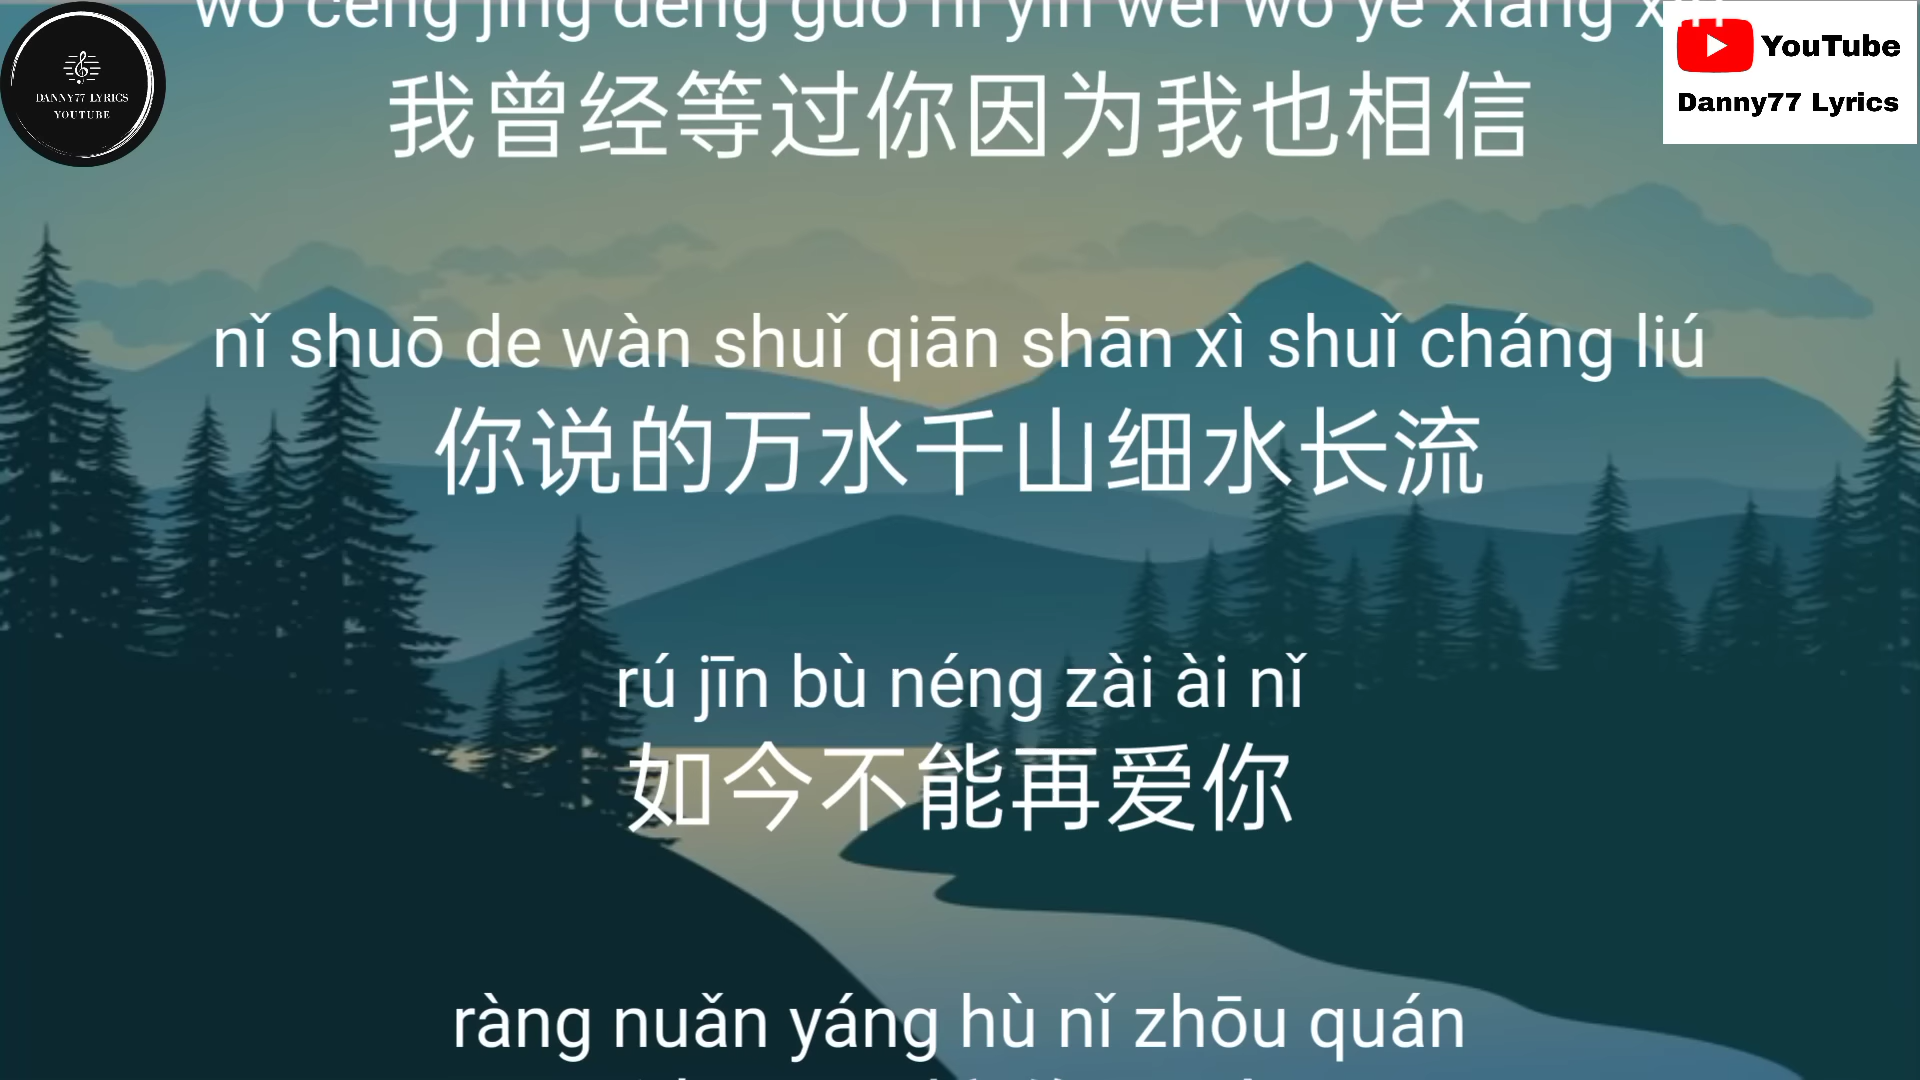 wǒ céng jīng děng guò nǐ yīn wèi wǒ yě xiāng xìn
我曾经等过你因为我也相信
nǐ shuō de wàn shuǐ qiān shān xì shuǐ cháng liú
你说的万水千山细水长流
rú jīn bù néng zài ài nǐ
如今不能再爱你
ràng nuǎn yáng hù nǐ zhōu quán
DANNY77 LYRICS
YOUTUBE
YouTube
Danny77 Lyrics